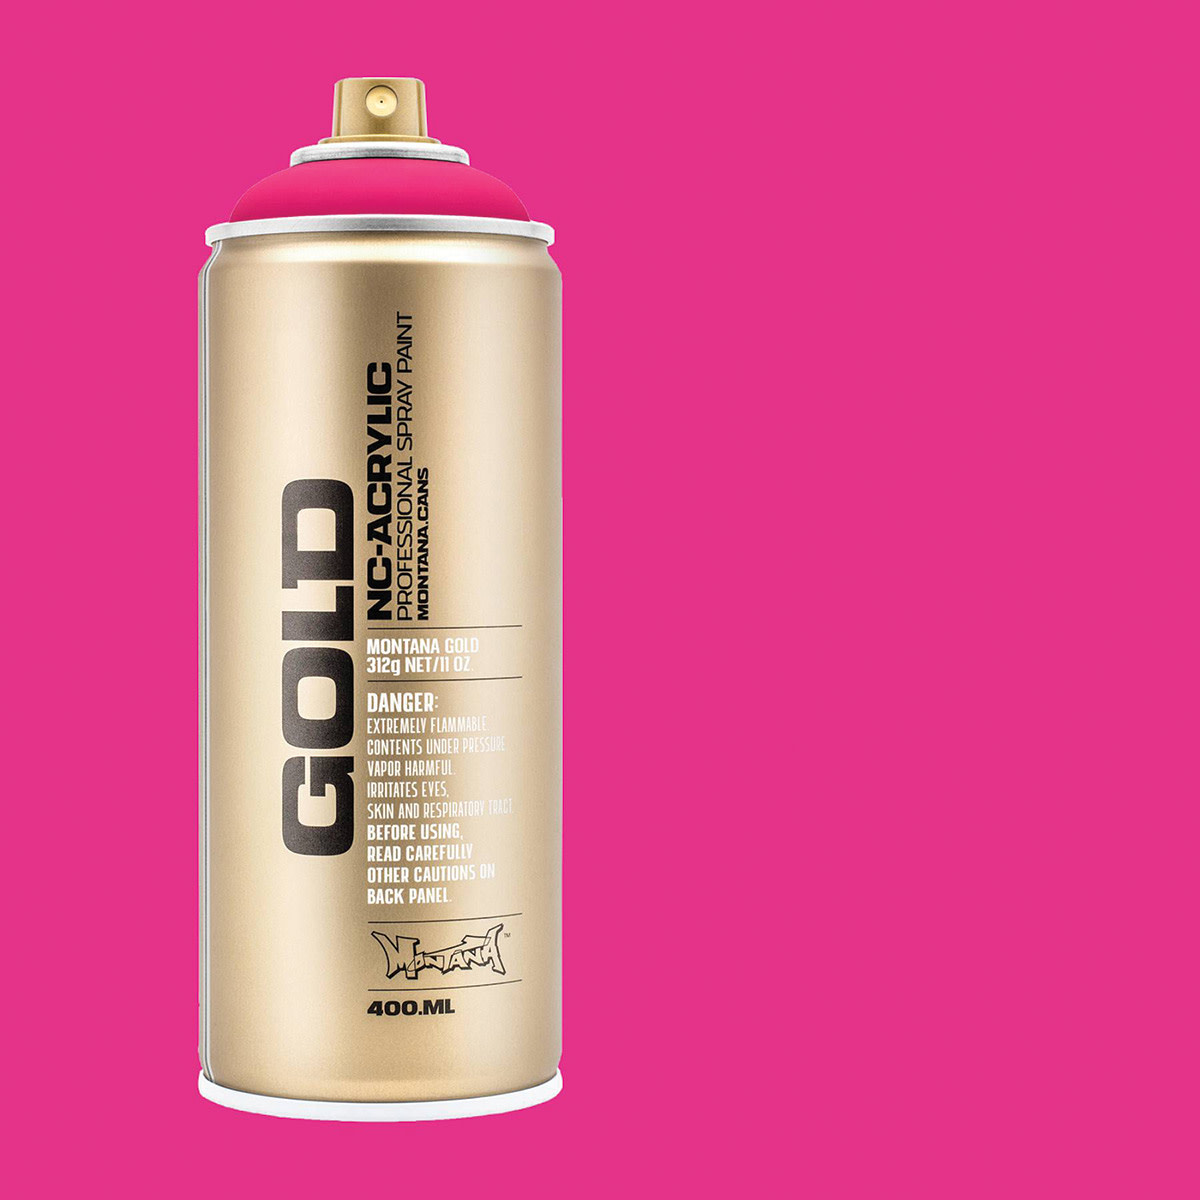 GOLD
NC-ACRYLIC
PROFESSIONAL SPRAY PAINT
MONTANA.CANS
MONTANA GOLD
312g NET/11 OZ.
DANGER:
EXTREMELY FLAMMABLE
CONTENTS UNDER PRESSURE
VAPOR HARMFUL.
IRRITATES EYES,
SKIN AND RESPIRATORY TRACT.
BEFORE USING,
READ CAREFULLY
OTHER CAUTIONS ON
BACK PANEL.
MONTANA™
400.ML